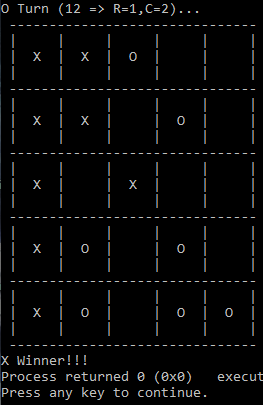 O Turn (12 => R=1,C=2)...
X X O
X X O
X X
X O O
X O O O
X Winner!!!
Process returned 0 (0x0) execut
Press any key to continue.